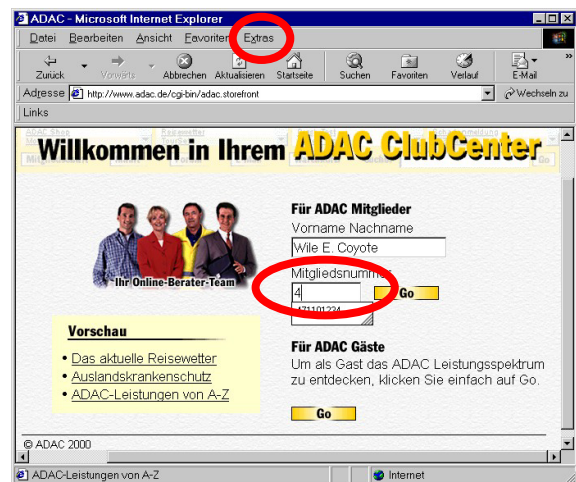 ADAC - Microsoft Internet Explorer
Datei Bearbeiten Ansicht Favoriten Extras
Zurück Vorwärts Abbrechen Aktualisieren Startseite Suchen Favoriten Verlauf E-Mail
Adresse http://www.adac.de/cgi-bin/adac.storefront Wechseln zu
Links
Willkommen in Ihrem ADAC ClubCenter
Für ADAC Mitglieder
Vorname Nachname
Wile E. Coyote
Mitgliedsnummer
4 Go
471101234
Ihr Online-Berater-Team
Vorschau
• Das aktuelle Reisewetter
• Auslandskrankenschutz
• ADAC-Leistungen von A-Z
Für ADAC Gäste
Um als Gast das ADAC Leistungsspektrum
zu entdecken, klicken Sie einfach auf Go.
Go
© ADAC 2000
ADAC-Leistungen von A-Z Internet